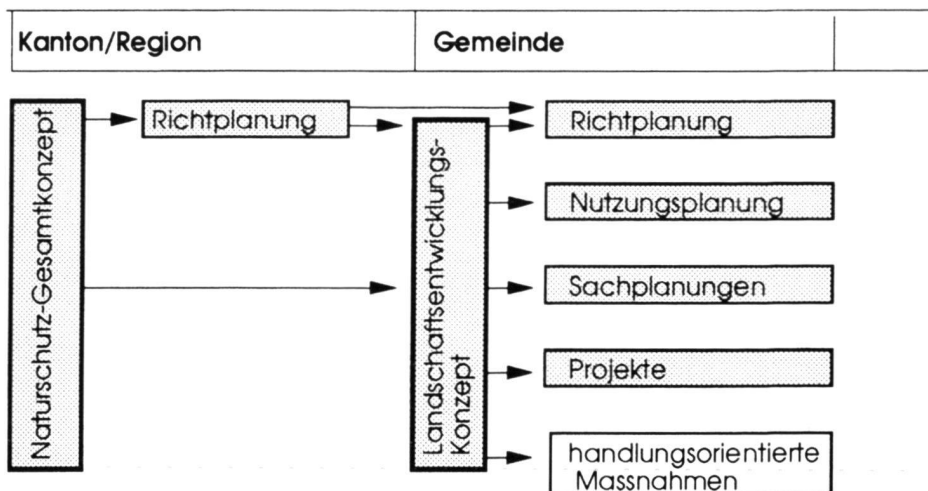 Kanton/Region
Gemeinde
Naturschutz-Gesamtkonzept
Richtplanung
Landschaftsentwicklungs-
Konzept
Richtplanung
Nutzungsplanung
Sachplanungen
Projekte
handlungsorientierte
Massnahmen